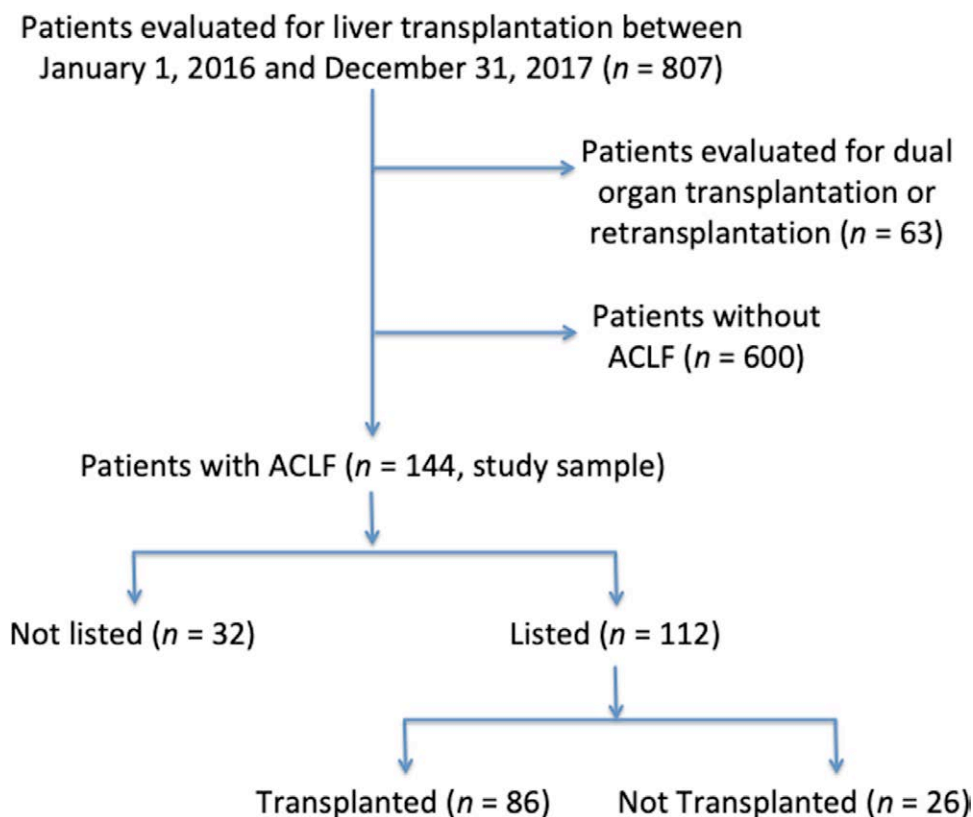 Patients evaluated for liver transplantation between
January 1, 2016 and December 31, 2017 (n = 807)
Patients evaluated for dual
organ transplantation or
retransplantation (n = 63)
Patients without
ACLF (n = 600)
Patients with ACLF (n = 144, study sample)
Not listed (n = 32)
Listed (n = 112)
Transplanted (n = 86)
Not Transplanted (n = 26)